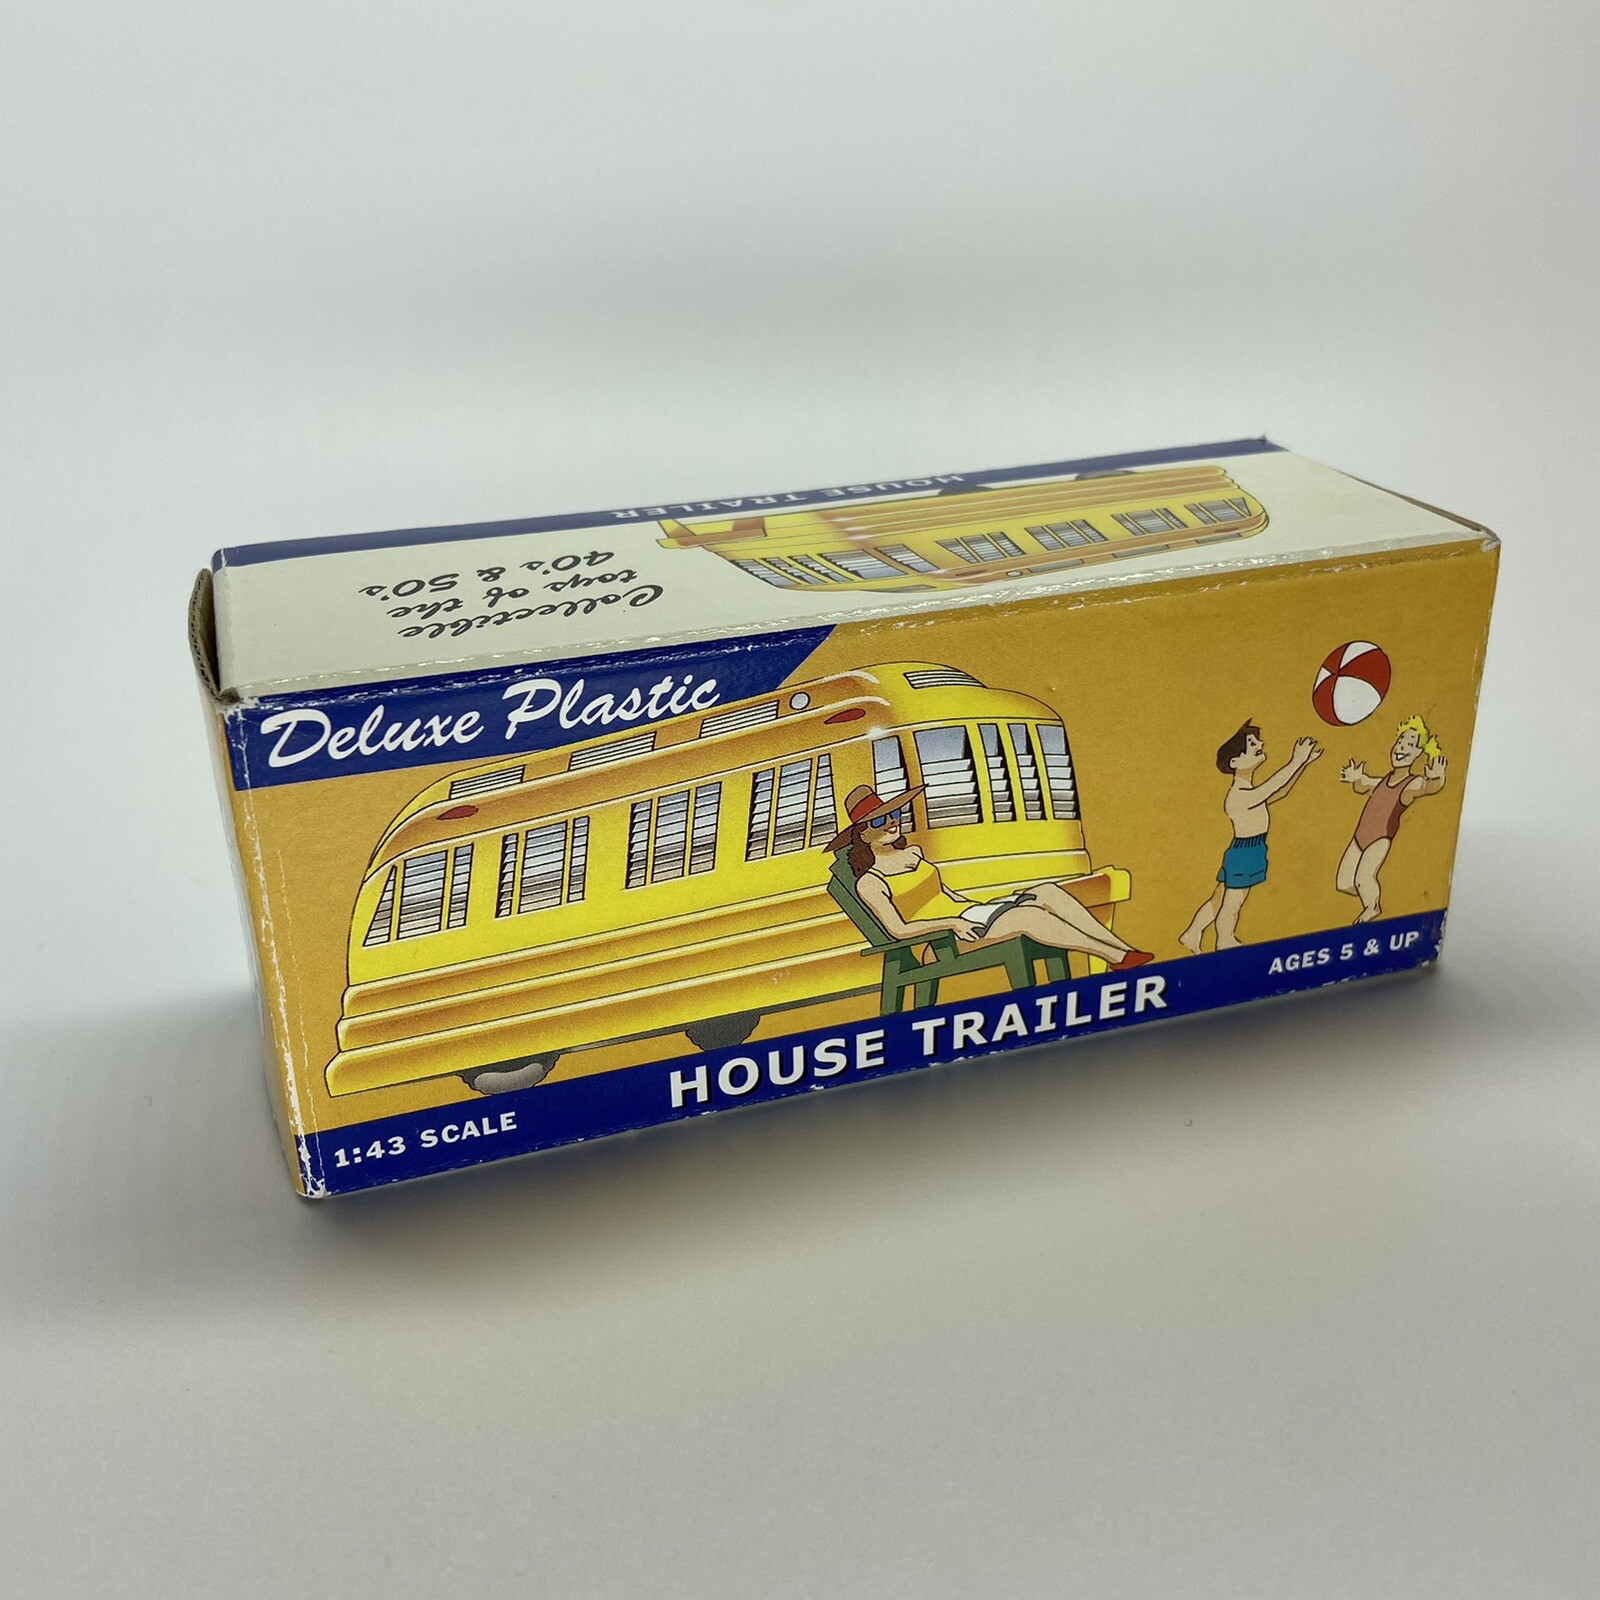 HOUSE TRAILER
Collectible
toys of the
40's & 50's
Deluxe Plastic
HOUSE TRAILER
1:43 SCALE
AGES 5 & UP